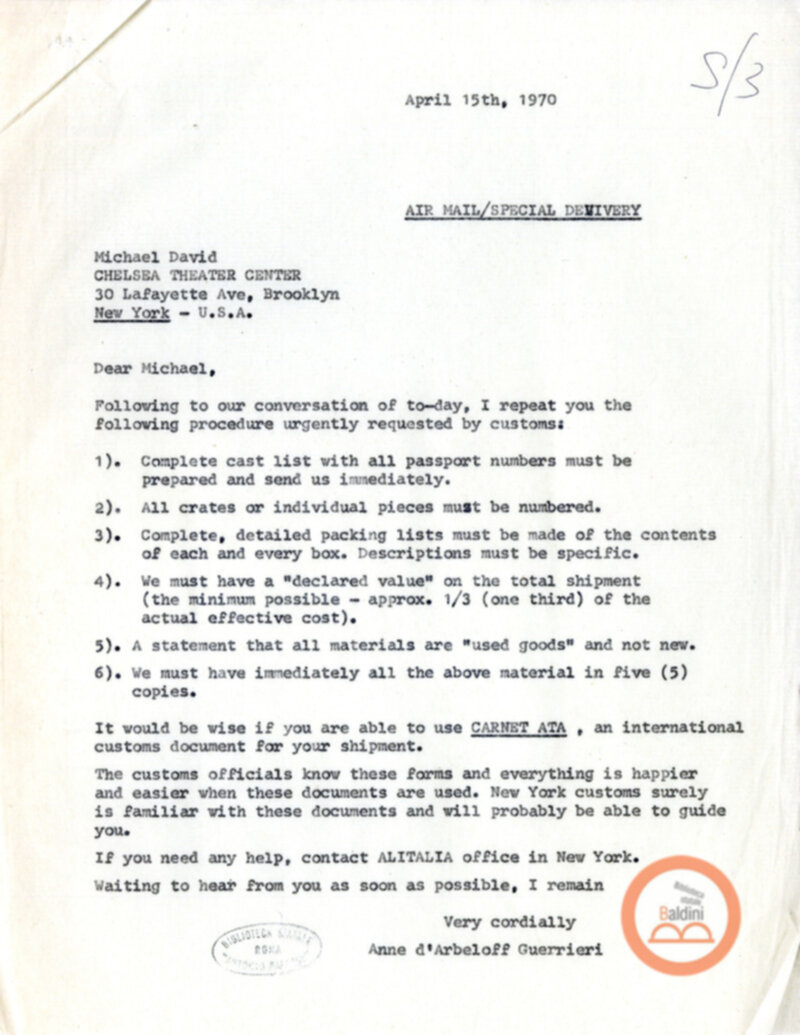 S/3
April 15th, 1970
AIR MAIL/SPECIAL DELIVERY
Michael David
CHELSEA THEATER CENTER
30 Lafayette Ave, Brooklyn
New York - U.S.A.
Dear Michael,
Following to our conversation of to-day, I repeat you the
following procedure urgently requested by customs:
1). Complete cast list with all passport numbers must be
prepared and send us immediately.
2). All crates or individual pieces must be numbered.
3). Complete, detailed packing lists must be made of the contents
of each and every box. Descriptions must be specific.
4). We must have a "declared value" on the total shipment
(the minimum possible - approx. 1/3 (one third) of the
actual effective cost).
5). A statement that all materials are "used goods" and not new.
6). We must have immediately all the above material in five (5)
copies.
It would be wise if you are able to use CARNET ATA , an international
customs document for your shipment.
The customs officials know these forms and everything is happier
and easier when these documents are used. New York customs surely
is familiar with these documents and will probably be able to guide
you.
If you need any help, contact ALITALIA office in New York.
Waiting to hear from you as soon as possible, I remain
Very cordially
Anne d'Arbeloff Guerrieri
BIBLIOTECA
ROMA
Biblioteca
statale
Baldini